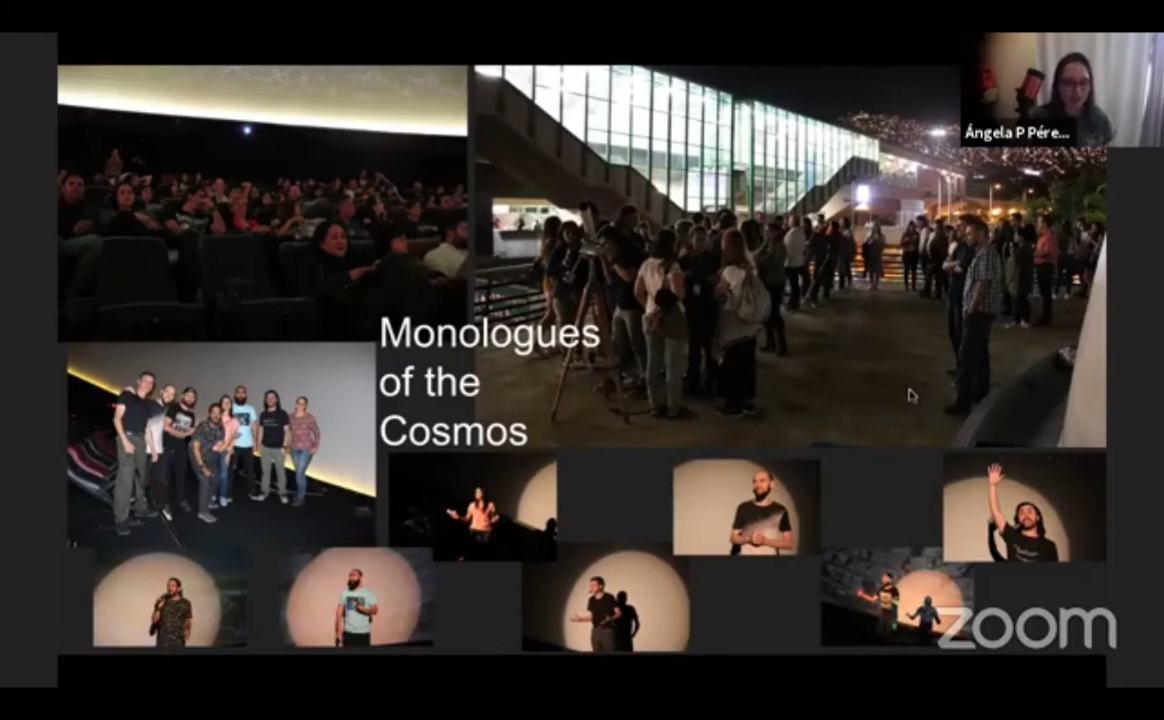 Ángela P Pére...
Monologues
of the
Cosmos
zoom